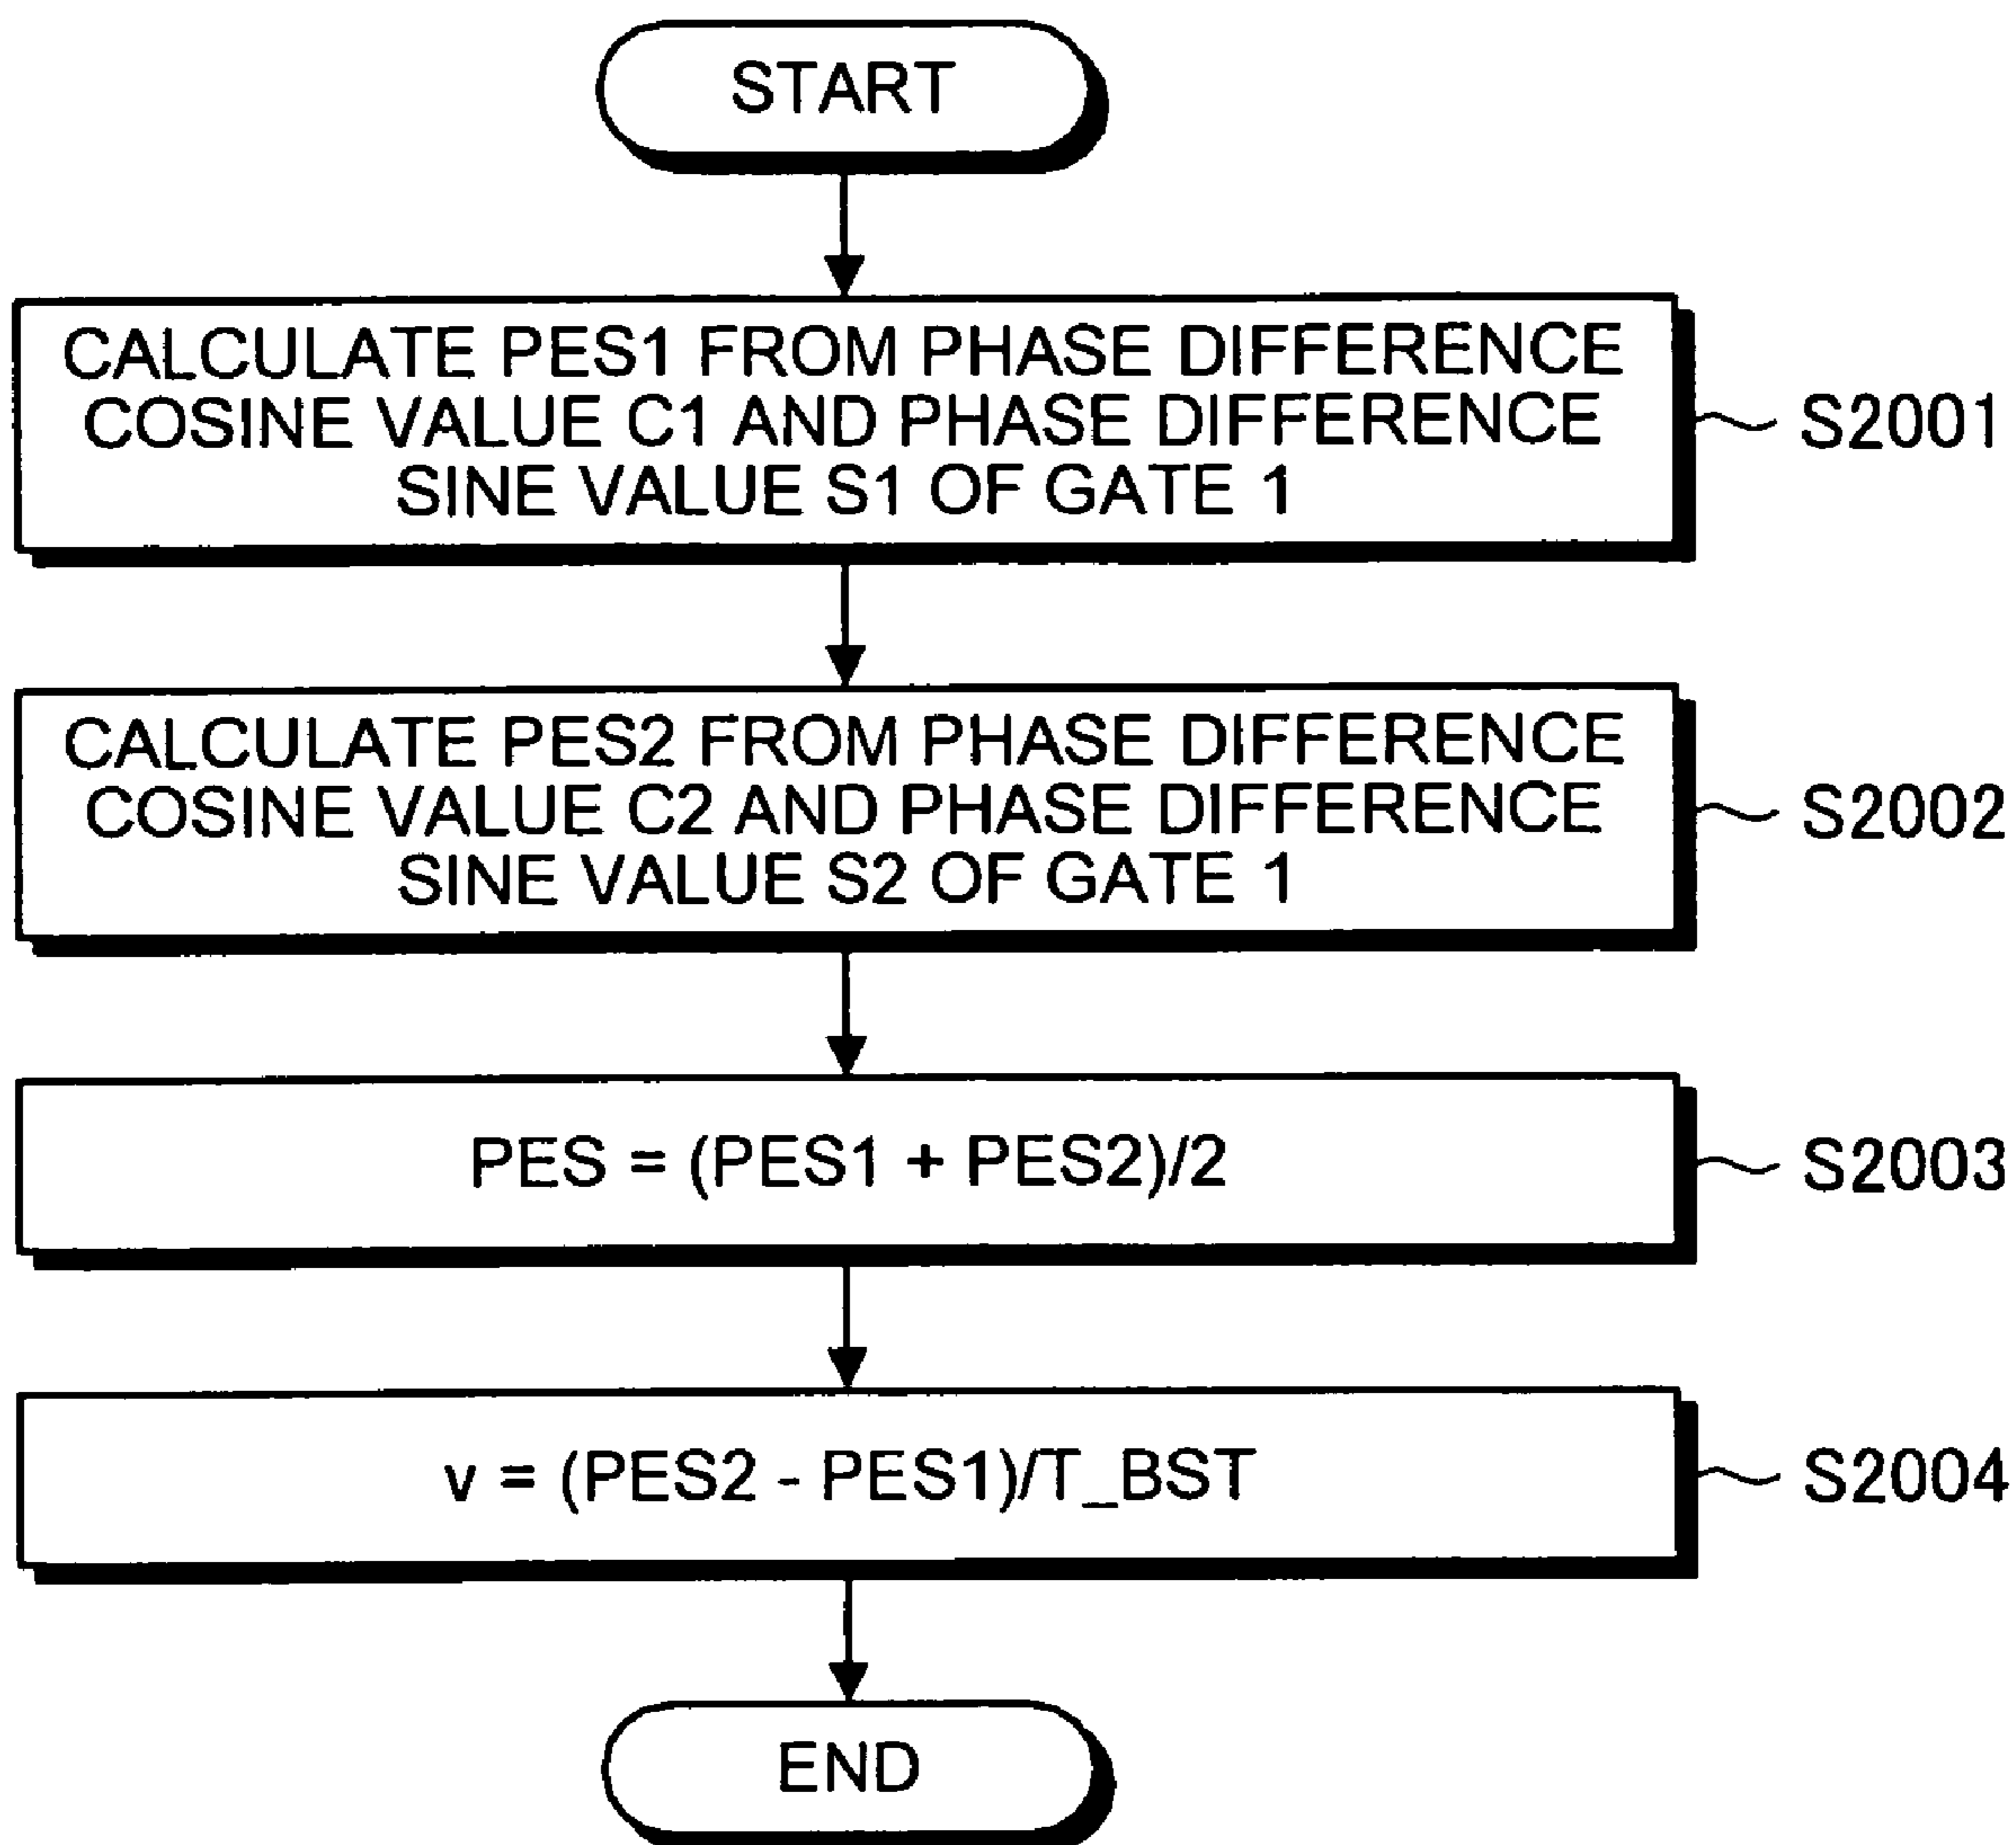 START
CALCULATE PES1 FROM PHASE DIFFERENCE
COSINE VALUE C1 AND PHASE DIFFERENCE
SINE VALUE S1 OF GATE 1
S2001
CALCULATE PES2 FROM PHASE DIFFERENCE
COSINE VALUE C2 AND PHASE DIFFERENCE
SINE VALUE S2 OF GATE 1
S2002
PES = (PES1 + PES2)/2
S2003
v = (PES2 - PES1)/T_BST
S2004
END